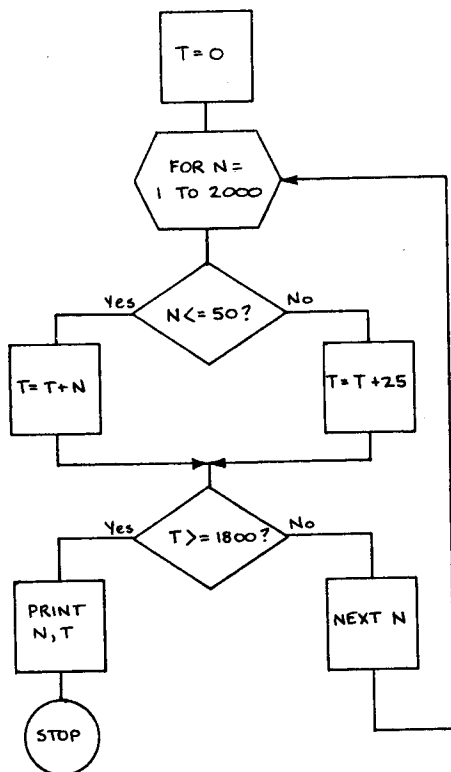 T=0
FOR N=
1 TO 2000
Yes
N<=50?
No
T=T+N
T=T+25
Yes
T>=1800?
No
PRINT
N,T
NEXT N
STOP